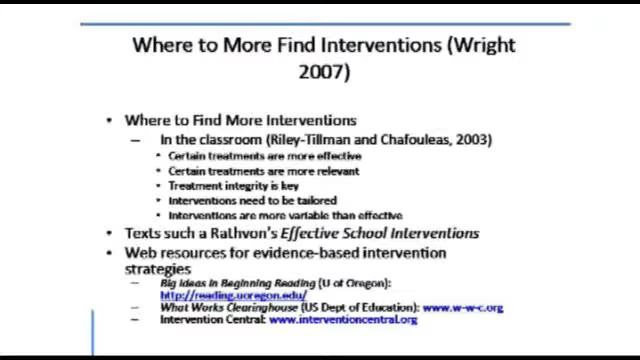 Where to More Find Interventions (Wright
2007)
• Where to Find More Interventions
– In the classroom (Riley-Tillman and Chafouleas, 2003)
• Certain treatments are more effective
• Certain treatments are more relevant
• Treatment integrity is key
• Interventions need to be tailored
• Interventions are more variable than effective
• Texts such a Rathvon's Effective School Interventions
• Web resources for evidence-based intervention
strategies
– Big Ideas in Beginning Reading (U of Oregon):
http://reading.uoregon.edu/
– What Works Clearinghouse (US Dept of Education): www.w-w-c.org
– Intervention Central: www.interventioncentral.org